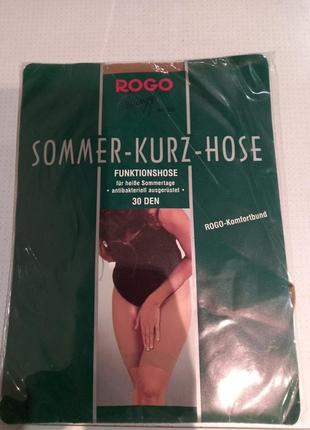 ROGO
SOMMER-KURZ-HOSE
FUNKTIONSHOSE
für heiße Sommertage
• antibakteriell ausgerüstet •
30 DEN
ROGO-Komfortbund